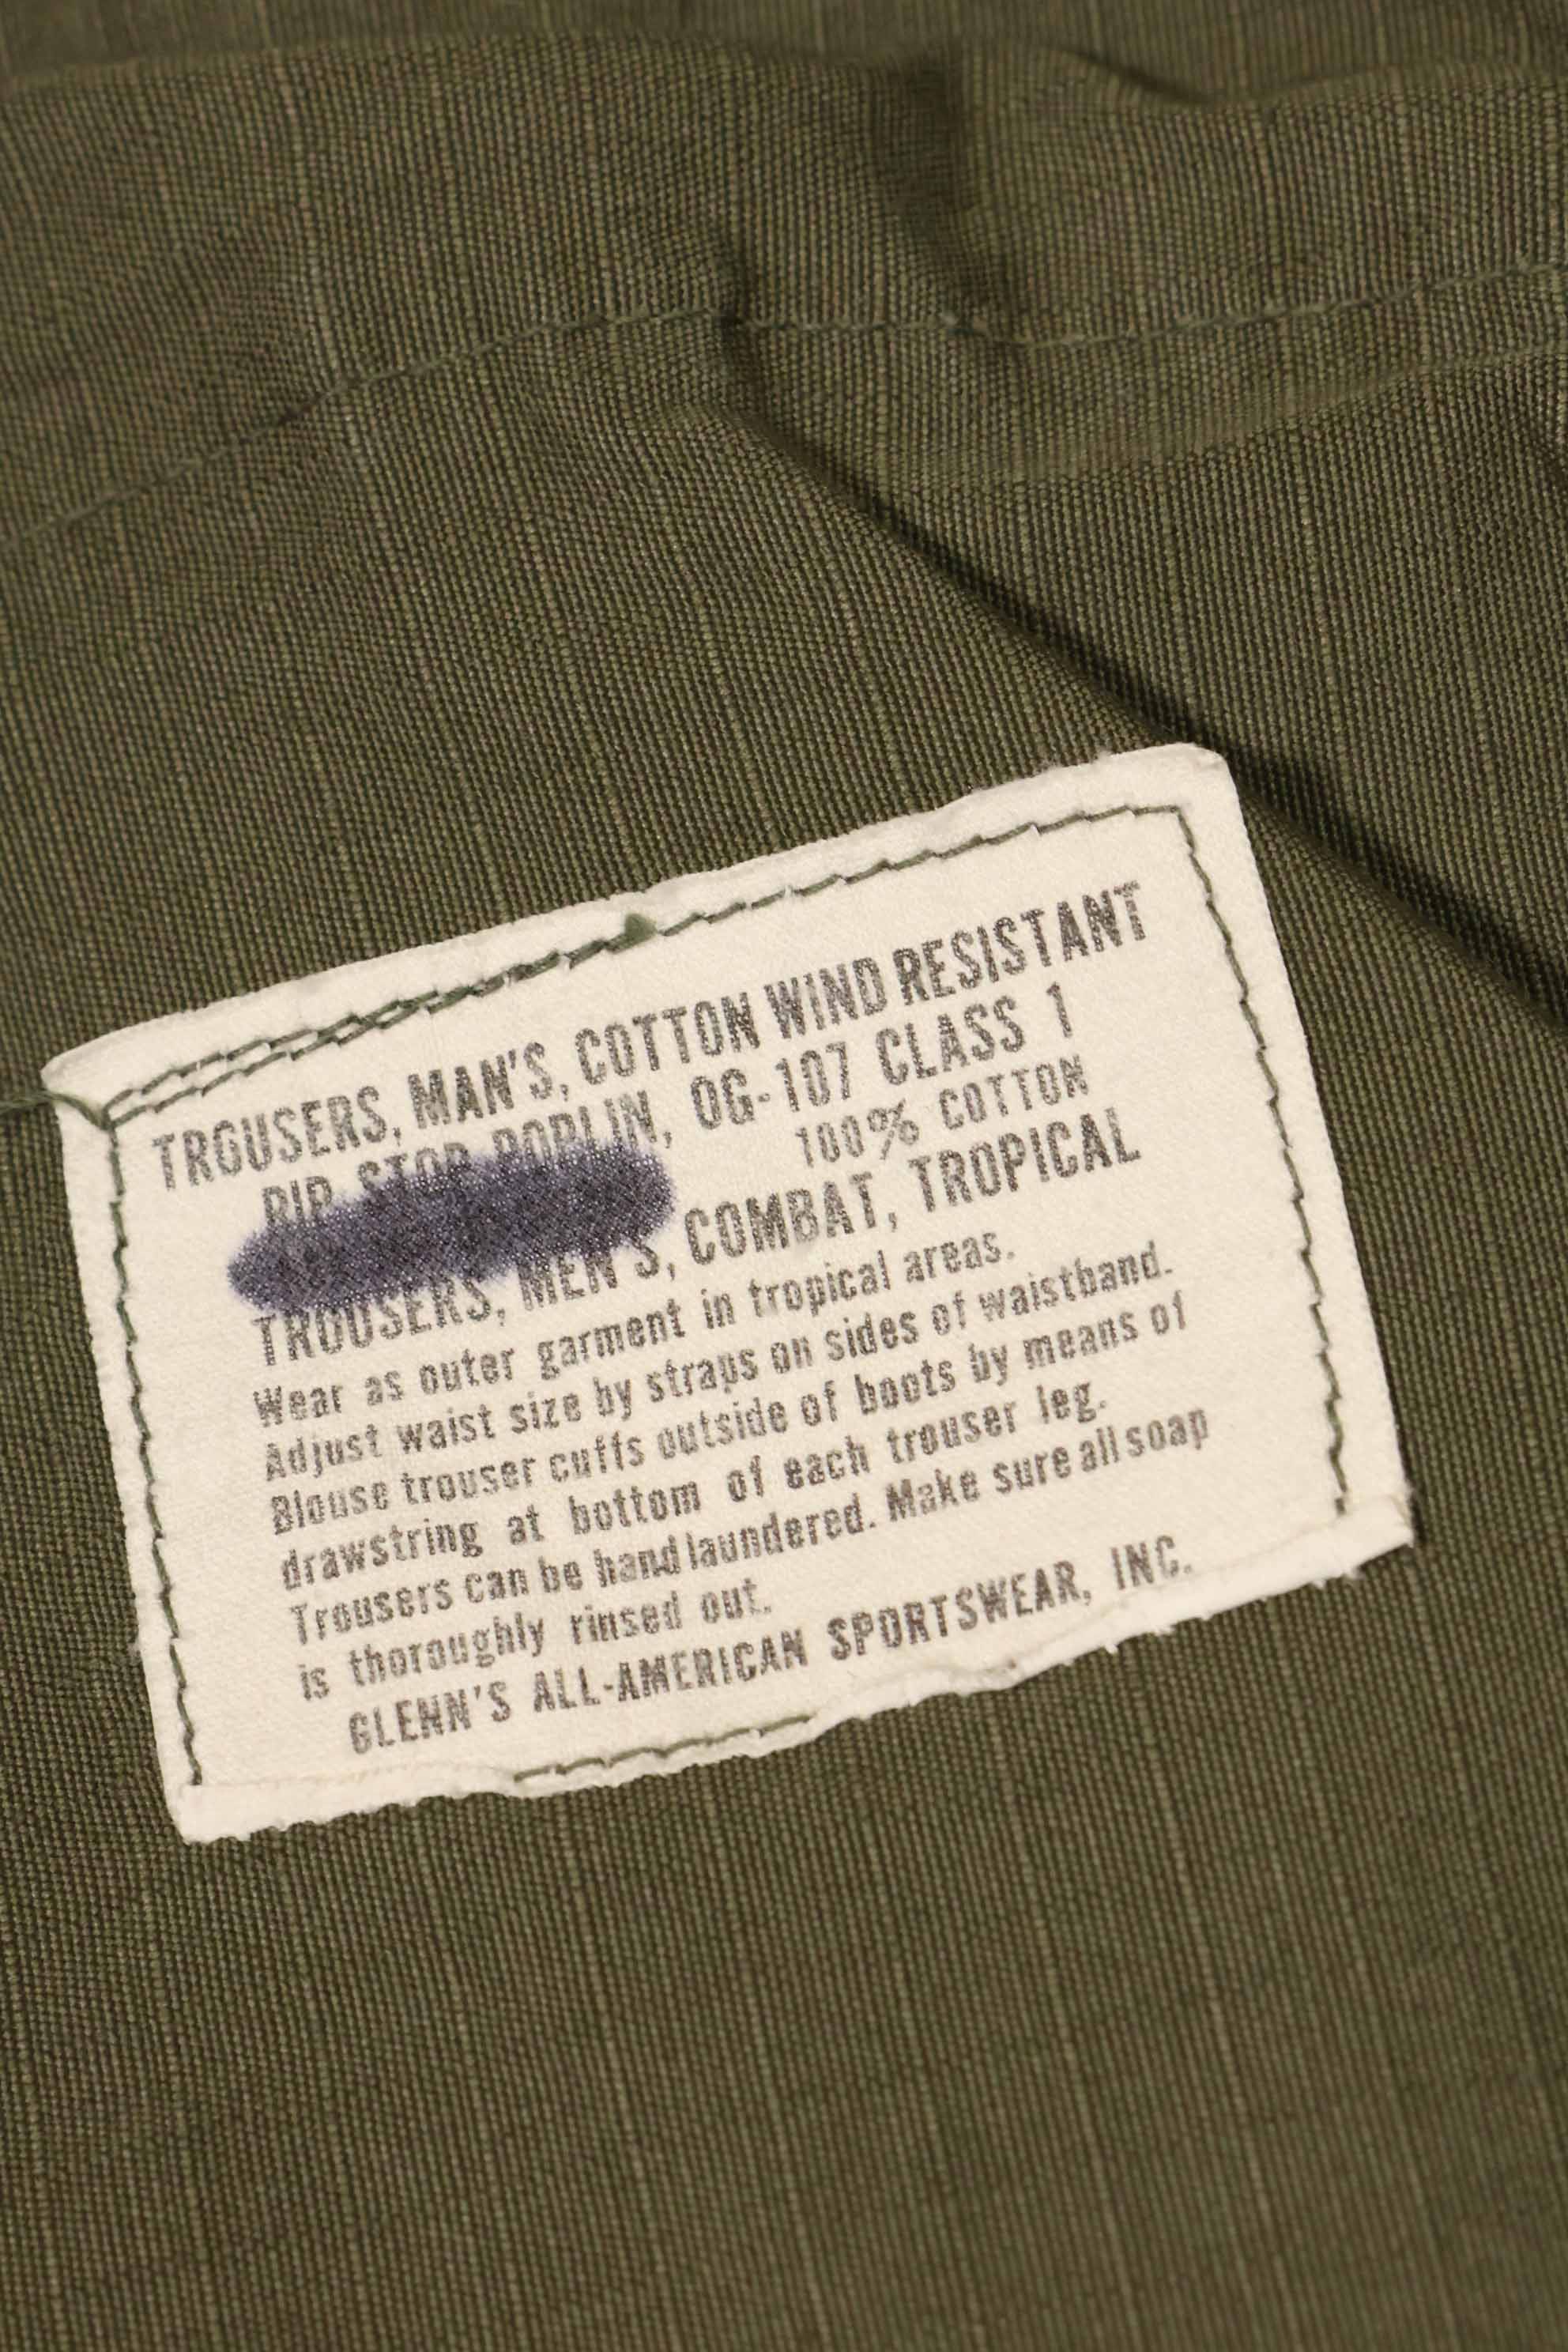 TROUSERS, MAN'S, COTTON WIND RESISTANT
RIP STOP POPLIN, OG-107 CLASS 1
100% COTTON
TROUSERS, MEN'S, COMBAT, TROPICAL
Wear as outer garment in tropical areas.
Adjust waist size by straps on sides of waistband.
Blouse trouser cuffs outside of boots by means of
drawstring at bottom of each trouser leg.
Trousers can be hand laundered. Make sure all soap
is thoroughly rinsed out.
GLENN'S ALL-AMERICAN SPORTSWEAR, INC.